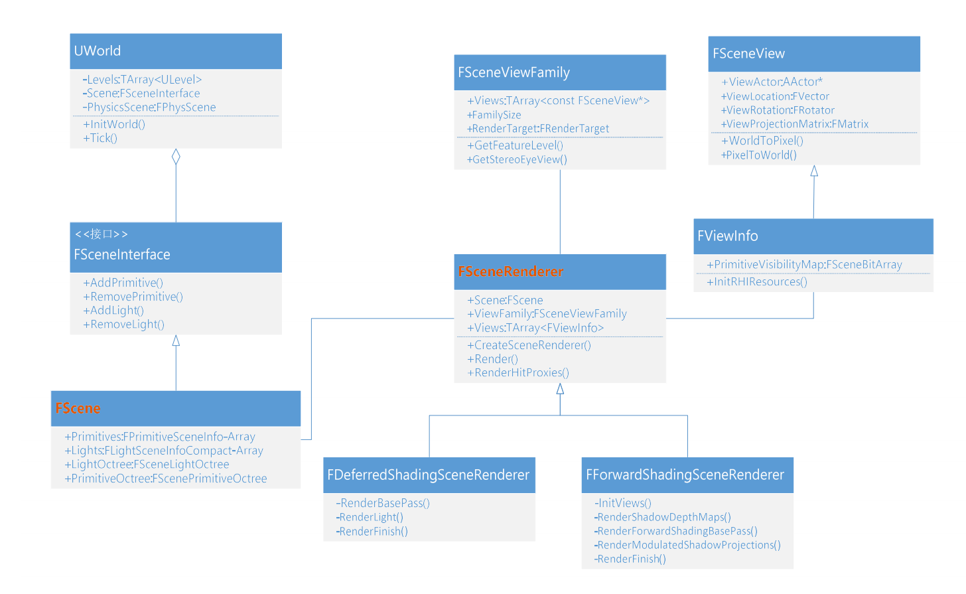 UWorld
-Levels:TArray<ULevel>
-Scene:FSceneInterface
-PhysicsScene:FPhysScene
+InitWorld()
+Tick()
<<接口>>
FSceneInterface
+AddPrimitive()
+RemovePrimitive()
+AddLight()
+RemoveLight()
FScene
+Primitives:FPrimitiveSceneInfo-Array
+Lights:FLightSceneInfoCompact-Array
+LightOctree:FSceneLightOctree
+PrimitiveOctree:FScenePrimitiveOctree
FSceneViewFamily
+Views:TArray<const FSceneView*>
+FamilySize
+RenderTarget:FRenderTarget
+GetFeatureLevel()
+GetStereoEyeView()
FSceneRenderer
+Scene:FScene
+ViewFamily:FSceneViewFamily
+Views:TArray<FViewInfo>
+CreateSceneRenderer()
+Render()
+RenderHitProxies()
FSceneView
+ViewActor:AActor*
+ViewLocation:FVector
+ViewRotation:FRotator
+ViewProjectionMatrix:FMatrix
+WorldToPixel()
+PixelToWorld()
FViewInfo
+PrimitiveVisibilityMap:FSceneBitArray
+InitRHIResources()
FDeferredShadingSceneRenderer
-RenderBasePass()
-RenderLight()
-RenderFinish()
FForwardShadingSceneRenderer
-InitViews()
-RenderShadowDepthMaps()
-RenderForwardShadingBasePass()
-RenderModulatedShadowProjections()
-RenderFinish()